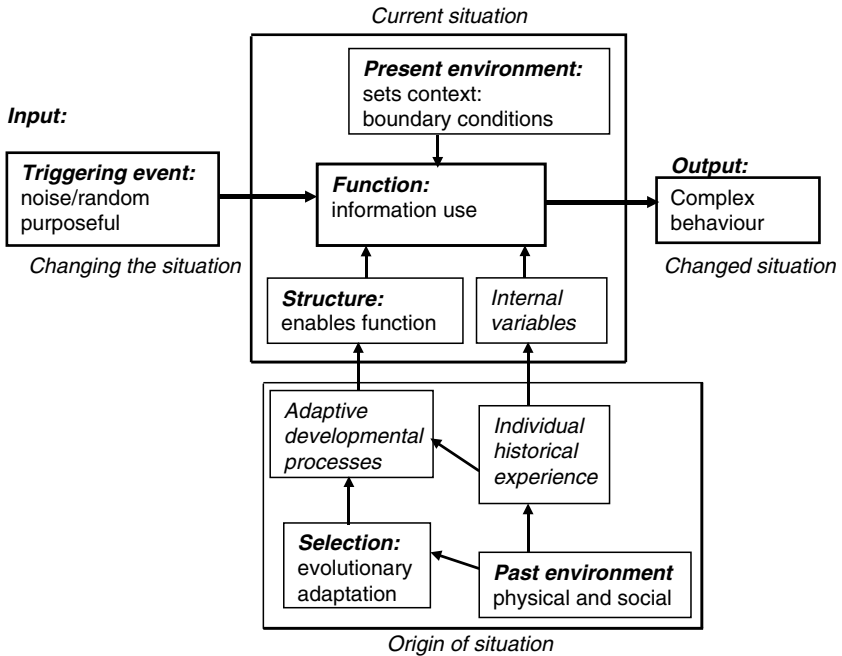 Current situation
Present environment:
sets context:
boundary conditions
Input:
Triggering event:
noise/random
purposeful
Changing the situation
Function:
information use
Output:
Complex
behaviour
Changed situation
Structure:
enables function
Internal
variables
Adaptive
developmental
processes
Individual
historical
experience
Selection:
evolutionary
adaptation
Past environment
physical and social
Origin of situation